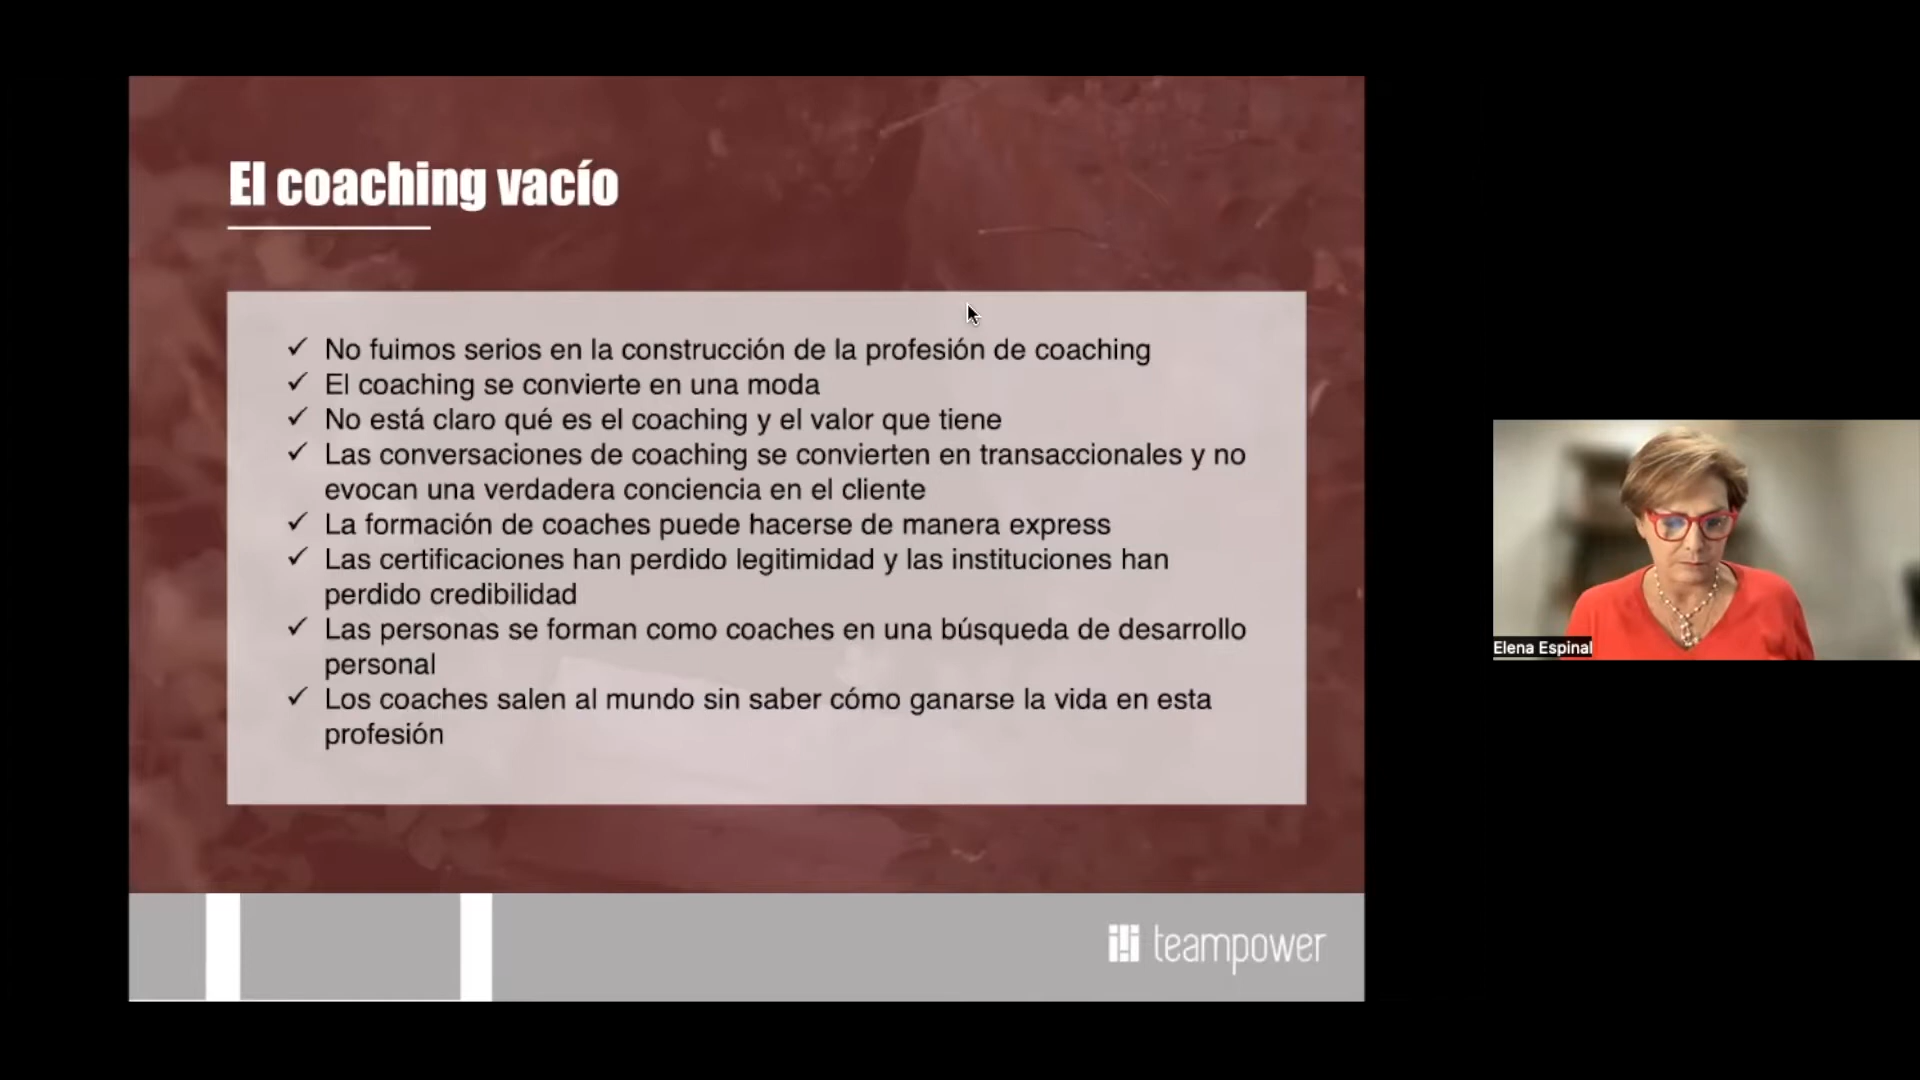 El coaching vacío
✓ No fuimos serios en la construcción de la profesión de coaching
✓ El coaching se convierte en una moda
✓ No está claro qué es el coaching y el valor que tiene
✓ Las conversaciones de coaching se convierten en transaccionales y no
evocan una verdadera conciencia en el cliente
✓ La formación de coaches puede hacerse de manera express
✓ Las certificaciones han perdido legitimidad y las instituciones han
perdido credibilidad
✓ Las personas se forman como coaches en una búsqueda de desarrollo
personal
✓ Los coaches salen al mundo sin saber cómo ganarse la vida en esta
profesión
teampower
Elena Espinal